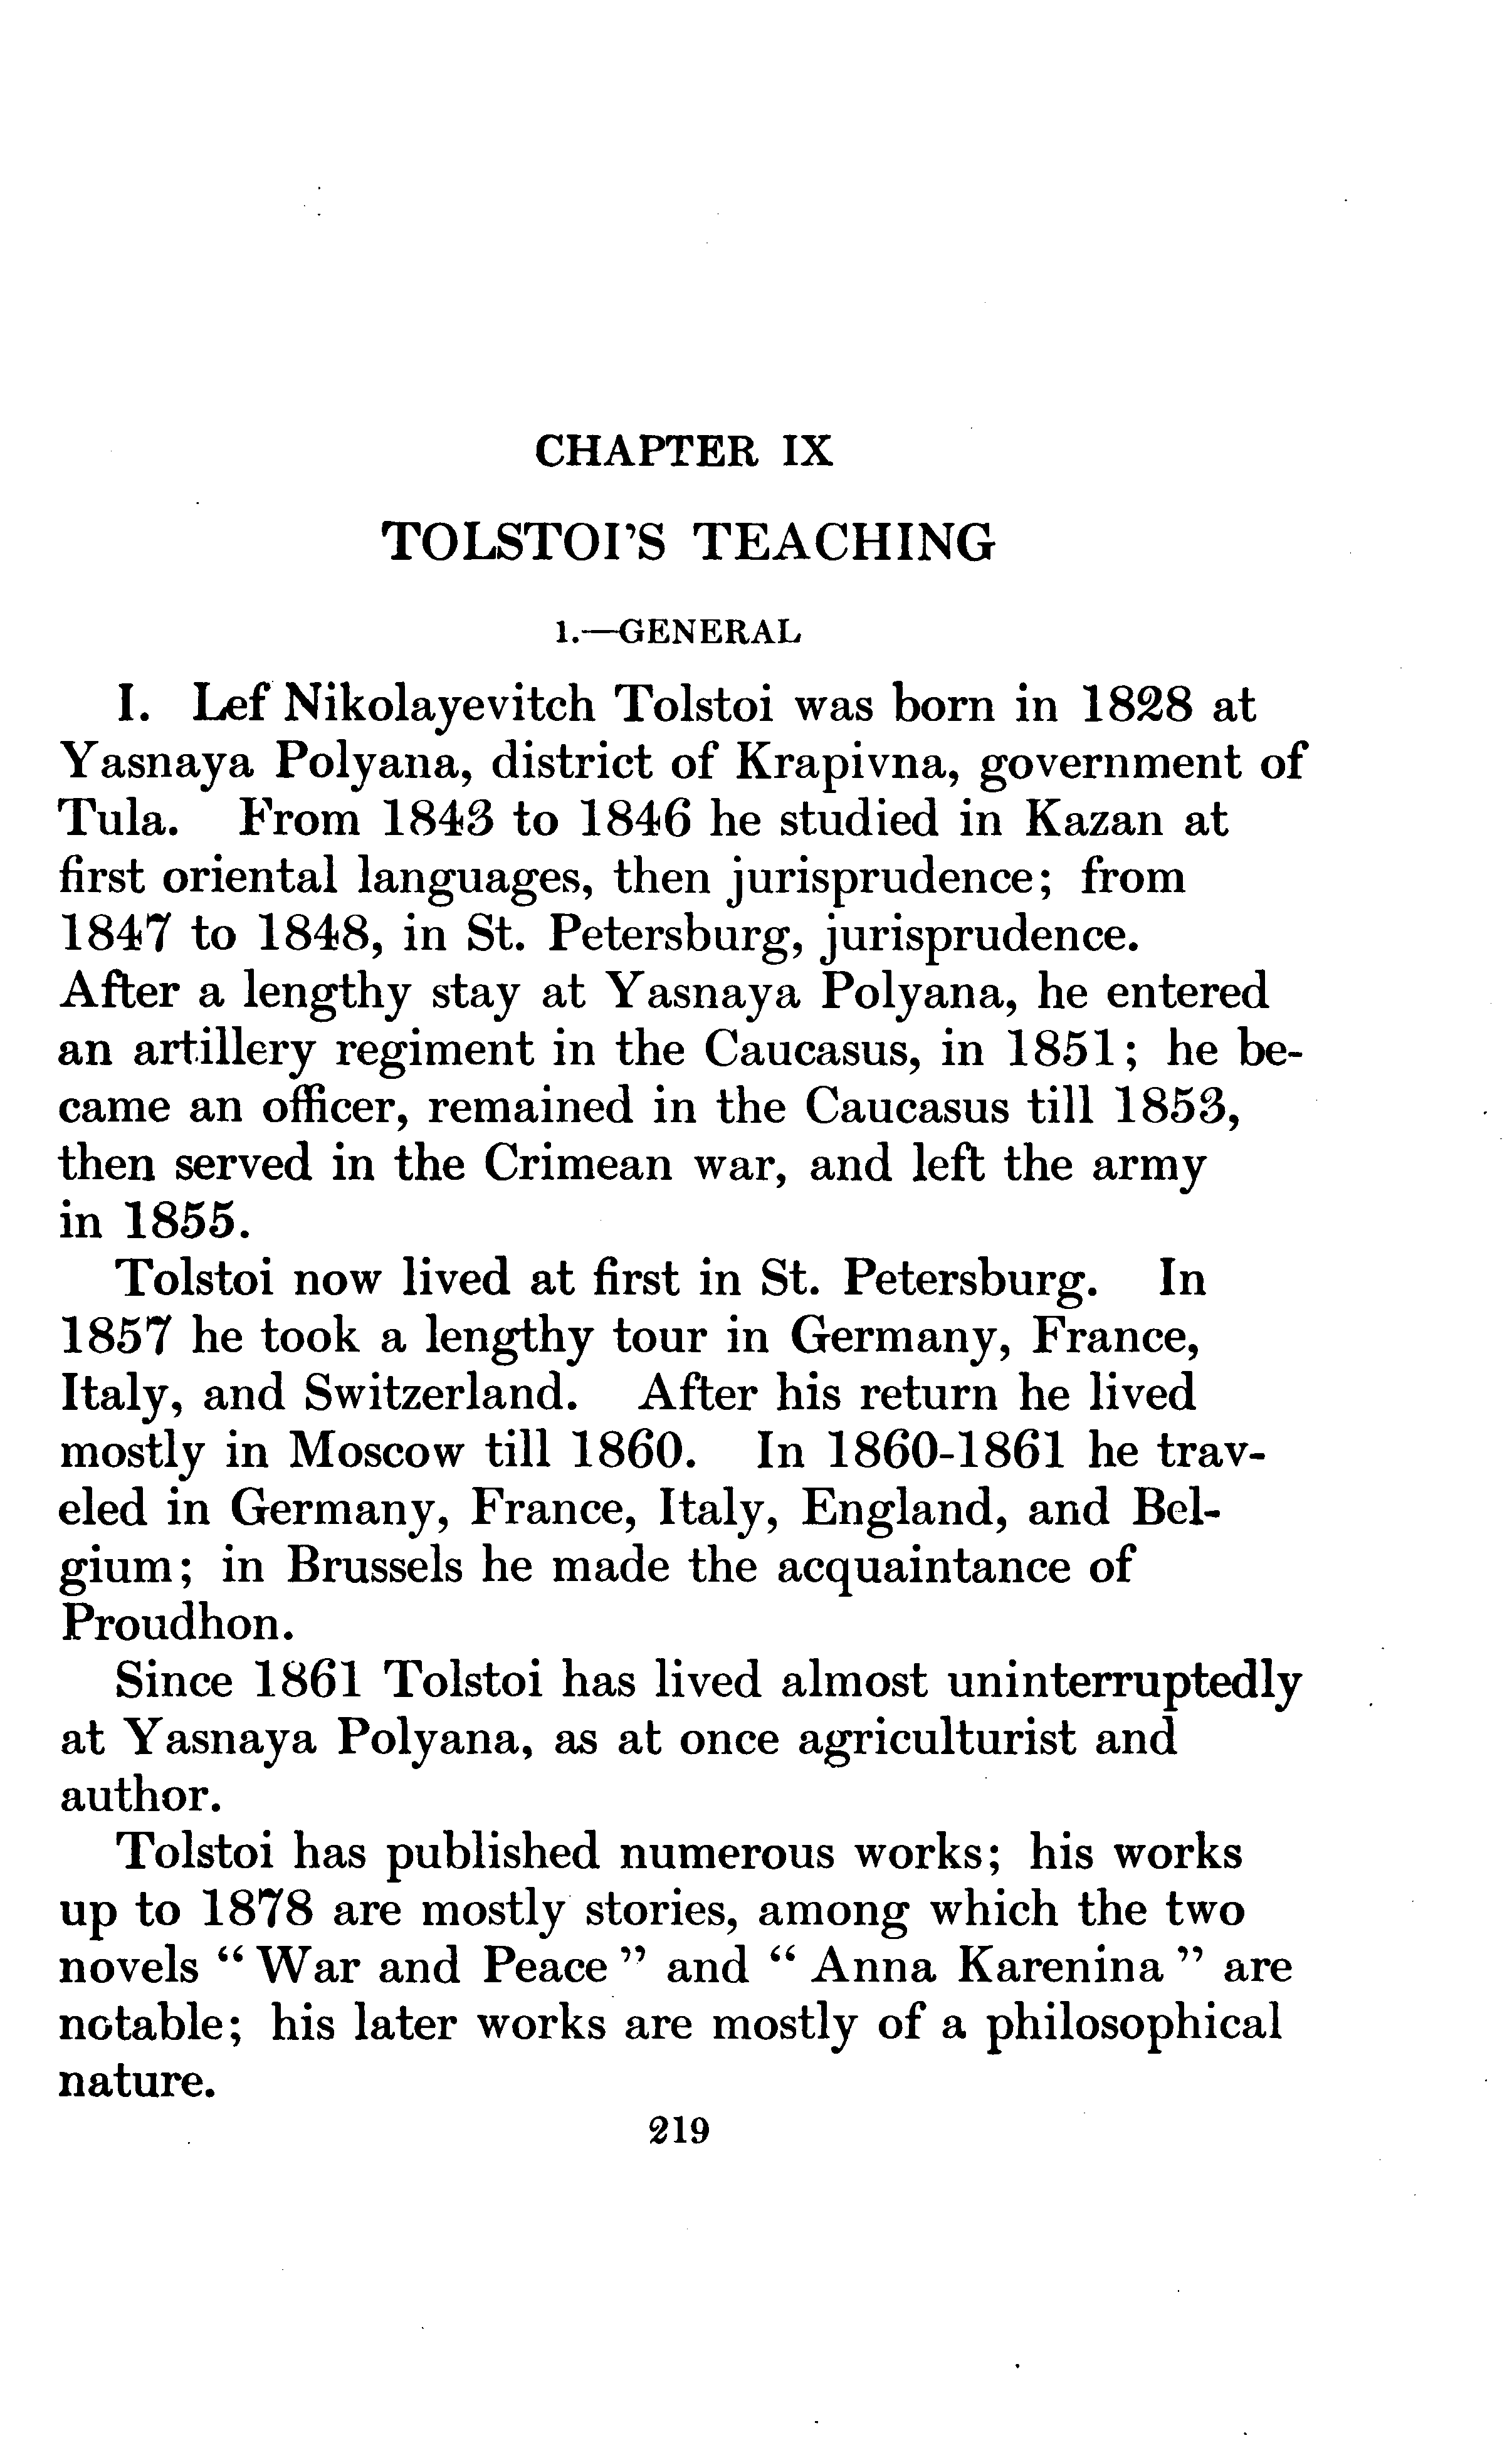 CHAPTER IX
TOLSTOI'S TEACHING
1.—GENERAL
I. Lef Nikolayevitch Tolstoi was born in 1828 at
Yasnaya Polyana, district of Krapivna, government of
Tula. From 1843 to 1846 he studied in Kazan at
first oriental languages, then jurisprudence; from
1847 to 1848, in St. Petersburg, jurisprudence.
After a lengthy stay at Yasnaya Polyana, he entered
an artillery regiment in the Caucasus, in 1851; he be-
came an officer, remained in the Caucasus till 1853,
then served in the Crimean war, and left the army
in 1855.
Tolstoi now lived at first in St. Petersburg. In
1857 he took a lengthy tour in Germany, France,
Italy, and Switzerland. After his return he lived
mostly in Moscow till 1860. In 1860-1861 he trav-
eled in Germany, France, Italy, England, and Bel-
gium; in Brussels he made the acquaintance of
Proudhon.
Since 1861 Tolstoi has lived almost uninterruptedly
at Yasnaya Polyana, as at once agriculturist and
author.
Tolstoi has published numerous works; his works
up to 1878 are mostly stories, among which the two
novels “War and Peace” and “Anna Karenina” are
notable; his later works are mostly of a philosophical
nature.
219